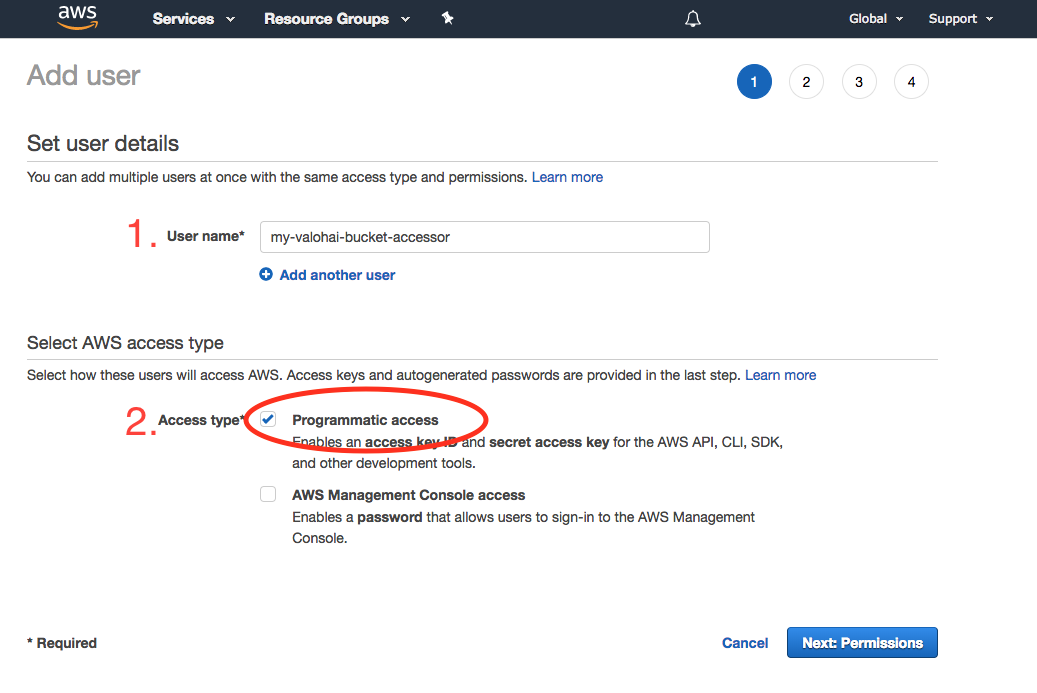 aws Services Resource Groups Global Support
Add user
1 2 3 4
Set user details
You can add multiple users at once with the same access type and permissions. Learn more
1. User name* my-valohai-bucket-accessor
Add another user
Select AWS access type
Select how these users will access AWS. Access keys and autogenerated passwords are provided in the last step. Learn more
2. Access type* Programmatic access
Enables an access key ID and secret access key for the AWS API, CLI, SDK,
and other development tools.
AWS Management Console access
Enables a password that allows users to sign-in to the AWS Management
Console.
* Required Cancel Next: Permissions